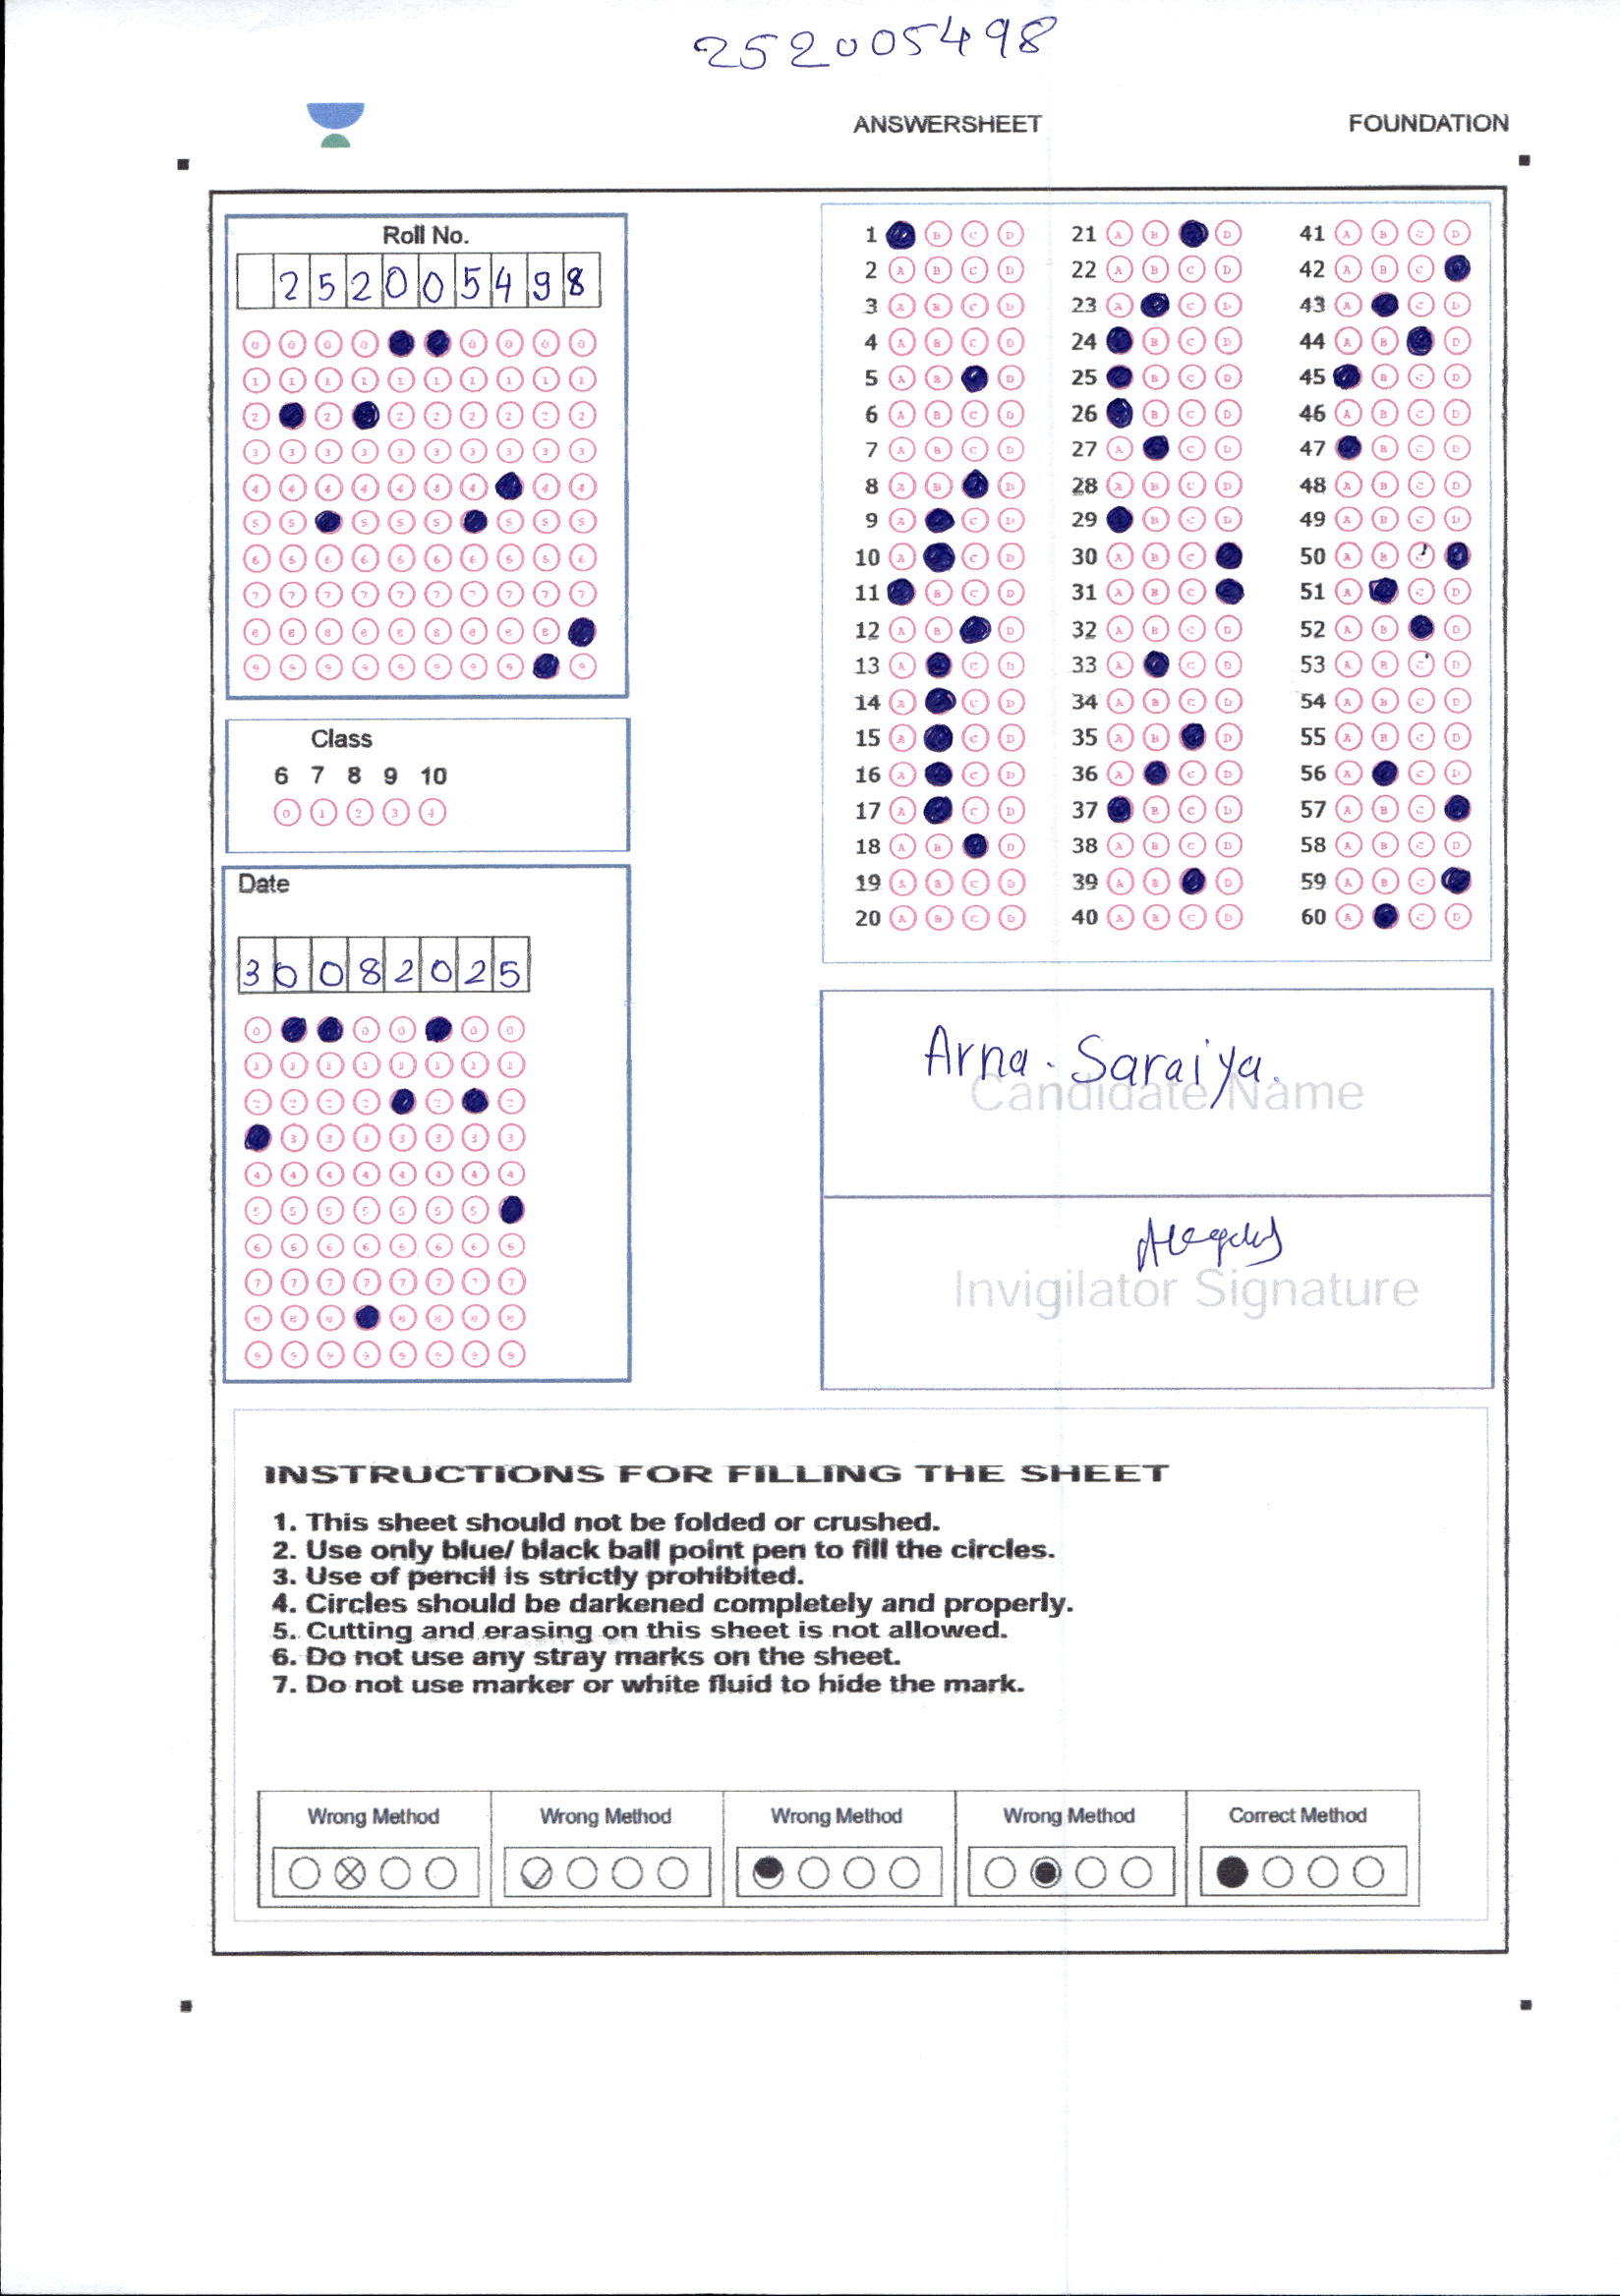 2520005498
ANSWERSHEET FOUNDATION
Roll No.
2 5 2 0 0 5 4 9 8
Class
6 7 8 9 10
Date
3 0 0 8 2 0 2 5
1 A B C D 21 A B C D 41 A B C D
2 A B C D 22 A B C D 42 A B C D
3 A B C D 23 A B C D 43 A B C D
4 A B C D 24 A B C D 44 A B C D
5 A B C D 25 A B C D 45 A B C D
6 A B C D 26 A B C D 46 A B C D
7 A B C D 27 A B C D 47 A B C D
8 A B C D 28 A B C D 48 A B C D
9 A B C D 29 A B C D 49 A B C D
10 A B C D 30 A B C D 50 A B C D
11 A B C D 31 A B C D 51 A B C D
12 A B C D 32 A B C D 52 A B C D
13 A B C D 33 A B C D 53 A B C D
14 A B C D 34 A B C D 54 A B C D
15 A B C D 35 A B C D 55 A B C D
16 A B C D 36 A B C D 56 A B C D
17 A B C D 37 A B C D 57 A B C D
18 A B C D 38 A B C D 58 A B C D
19 A B C D 39 A B C D 59 A B C D
20 A B C D 40 A B C D 60 A B C D
Arna. Saraiya.
Candidate Name
Invigilator Signature
INSTRUCTIONS FOR FILLING THE SHEET
1. This sheet should not be folded or crushed.
2. Use only blue/ black ball point pen to fill the circles.
3. Use of pencil is strictly prohibited.
4. Circles should be darkened completely and properly.
5. Cutting and erasing on this sheet is not allowed.
6. Do not use any stray marks on the sheet.
7. Do not use marker or white fluid to hide the mark.
Wrong Method Wrong Method Wrong Method Wrong Method Correct Method